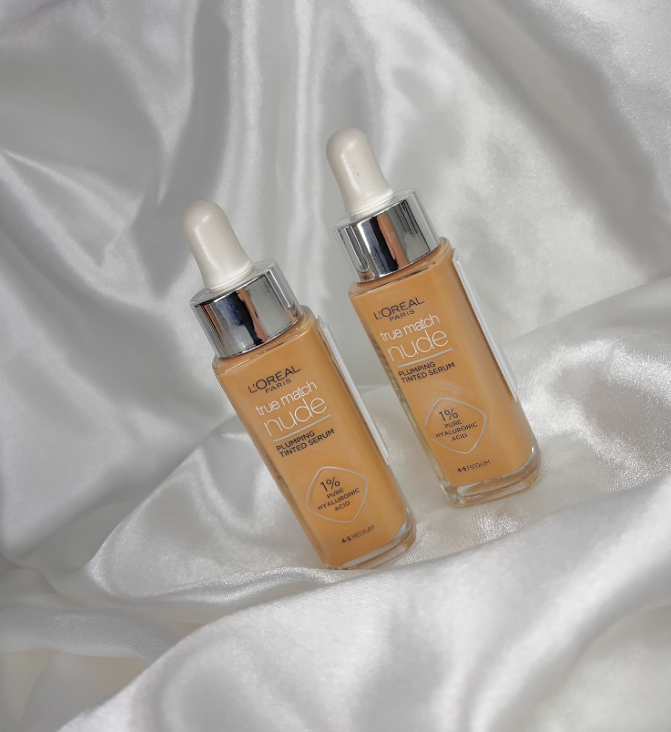 L'ORÉAL
PARIS
true match
nude
PLUMPING
TINTED SERUM
1%
PURE
HYALURONIC
ACID
4-5 MEDIUM
L'ORÉAL
PARIS
true match
nude
PLUMPING
TINTED SERUM
1%
PURE
HYALURONIC
ACID
4-5 MEDIUM